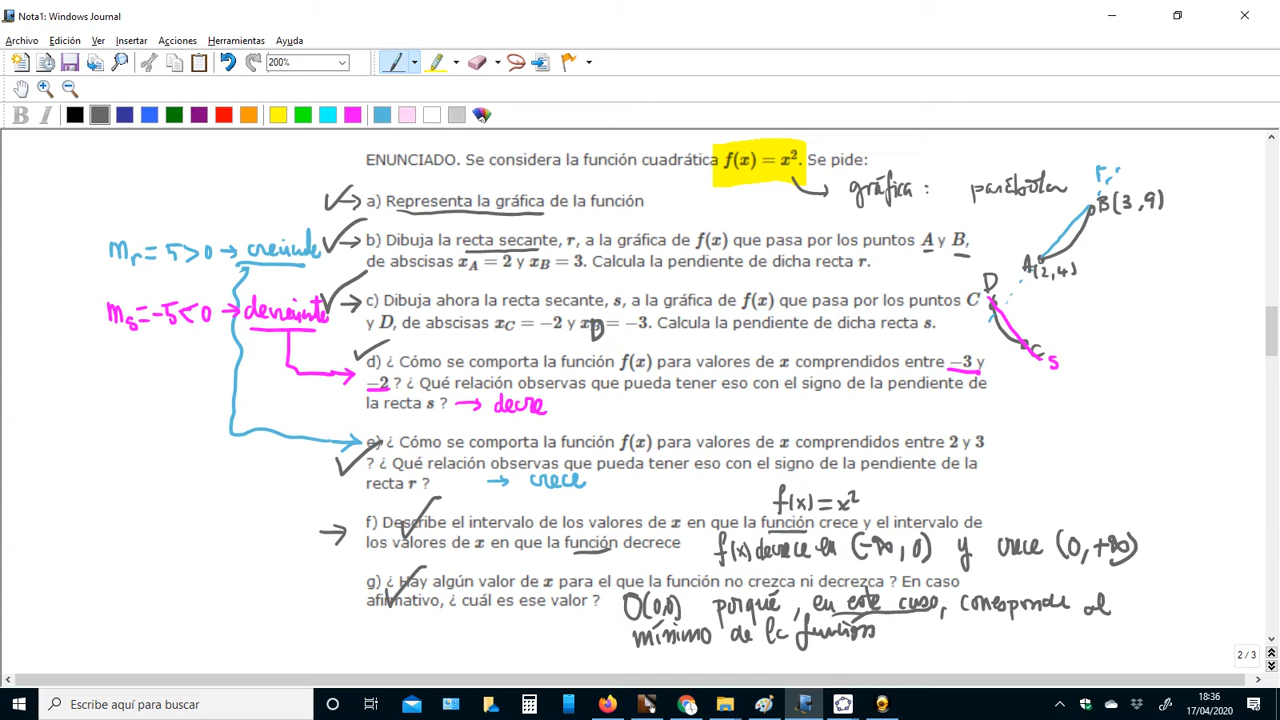 Nota1: Windows Journal
Archivo Edición Ver Insertar Acciones Herramientas Ayuda
200%
B I
ENUNCIADO. Se considera la función cuadrática f(x) = x². Se pide:
gráfica : parábola
a) Representa la gráfica de la función
B(3,9)
mr = 5 > 0 → creciente
b) Dibuja la recta secante, r, a la gráfica de f(x) que pasa por los puntos A y B,
de abscisas xA = 2 y xB = 3. Calcula la pendiente de dicha recta r.
A(2,4)
D
ms = -5 < 0 → decreciente
c) Dibuja ahora la recta secante, s, a la gráfica de f(x) que pasa por los puntos C
y D, de abscisas xC = −2 y xD = −3. Calcula la pendiente de dicha recta s.
C
s
d) ¿ Cómo se comporta la función f(x) para valores de x comprendidos entre −3 y
−2 ? ¿ Qué relación observas que pueda tener eso con el signo de la pendiente de
la recta s ? → decre
e) ¿ Cómo se comporta la función f(x) para valores de x comprendidos entre 2 y 3
? ¿ Qué relación observas que pueda tener eso con el signo de la pendiente de la
recta r ? → crece
f(x) = x²
f) Describe el intervalo de los valores de x en que la función crece y el intervalo de
los valores de x en que la función decrece
f(x) decrece en (-∞, 0) y crece (0, +∞)
g) ¿ Hay algún valor de x para el que la función no crezca ni decrezca ? En caso
afirmativo, ¿ cuál es ese valor ?
O(0,0) porqué, en este caso, corresponde al
mínimo de la función
2 / 3
Escribe aquí para buscar
18:36
17/04/2020